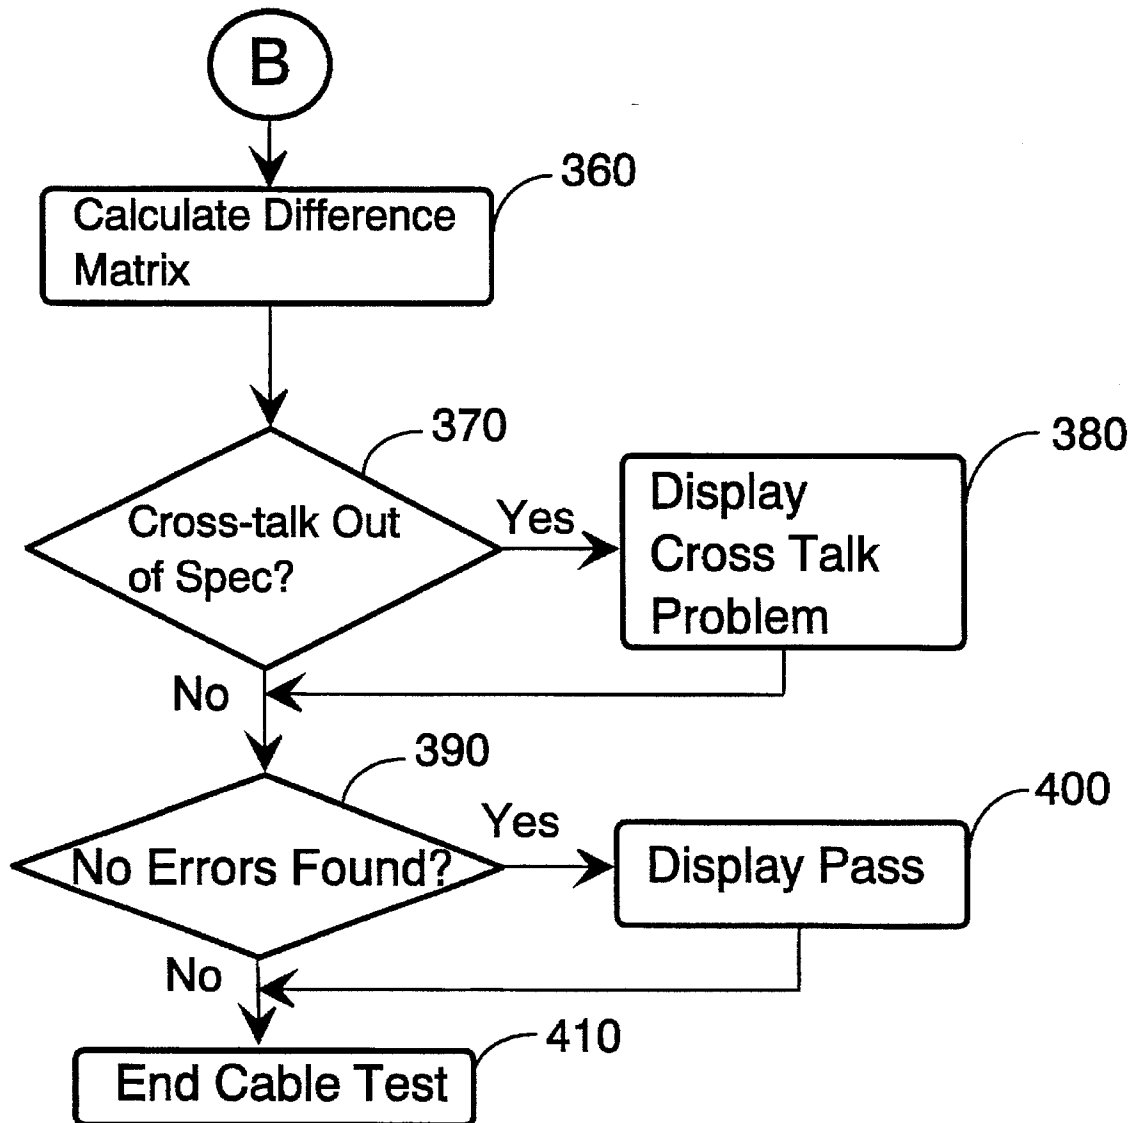 B
360
Calculate Difference
Matrix
370
380
Cross-talk Out
of Spec?
Yes
Display
Cross Talk
Problem
No
390
400
Yes
No Errors Found?
Display Pass
No
410
End Cable Test